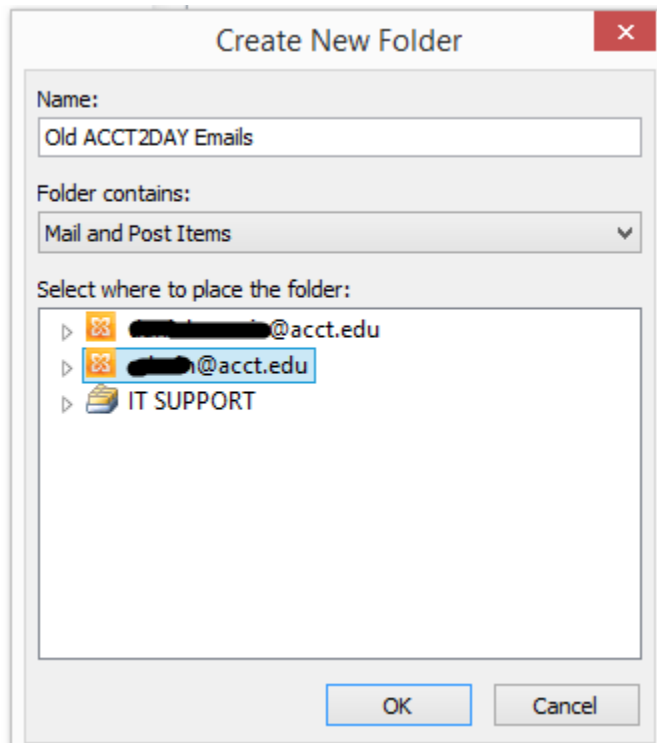 Create New Folder
Name:
Old ACCT2DAY Emails
Folder contains:
Mail and Post Items
Select where to place the folder:
@acct.edu
@acct.edu
IT SUPPORT
OK
Cancel